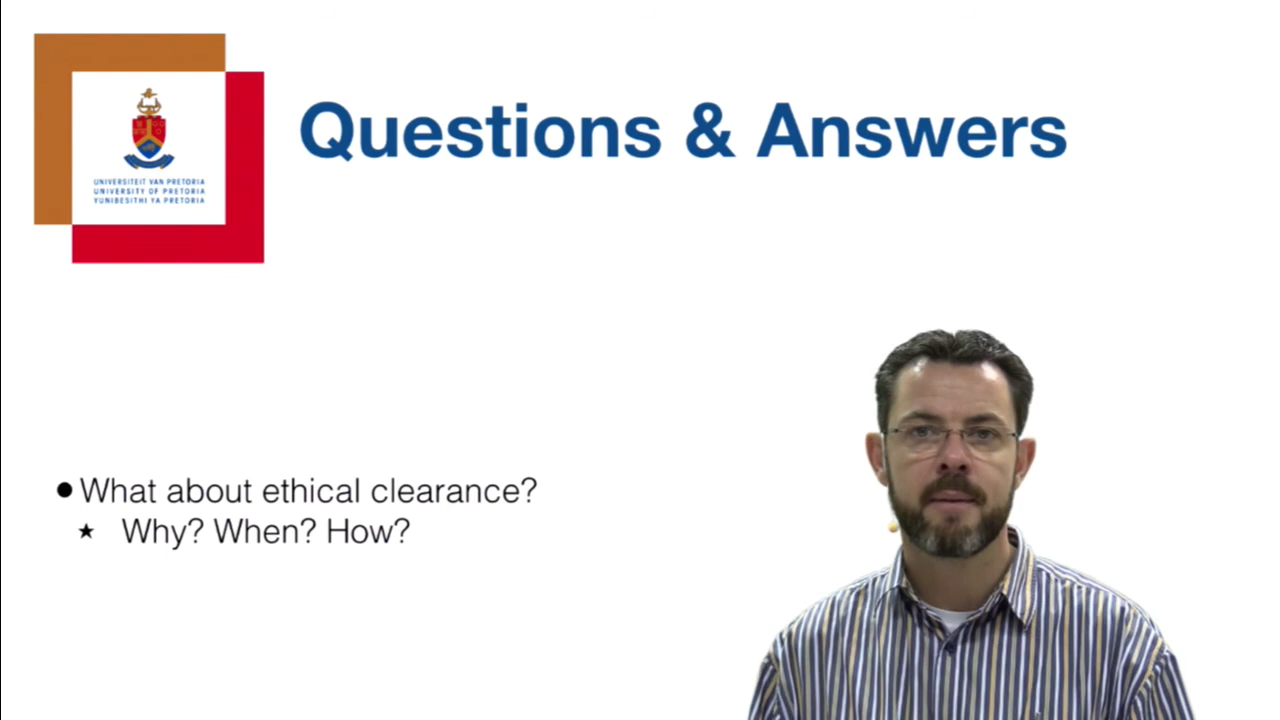 UNIVERSITEIT VAN PRETORIA
UNIVERSITY OF PRETORIA
YUNIBESITHI YA PRETORIA
Questions & Answers
●What about ethical clearance?
★ Why? When? How?